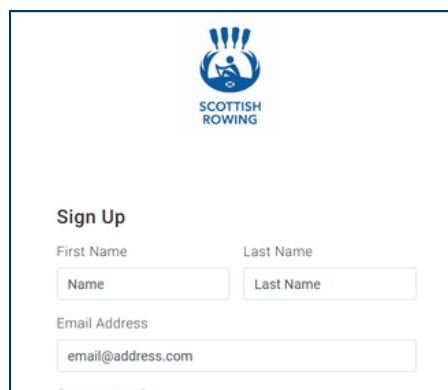 SCOTTISH
ROWING
Sign Up
First Name Last Name
Name Last Name
Email Address
email@address.com